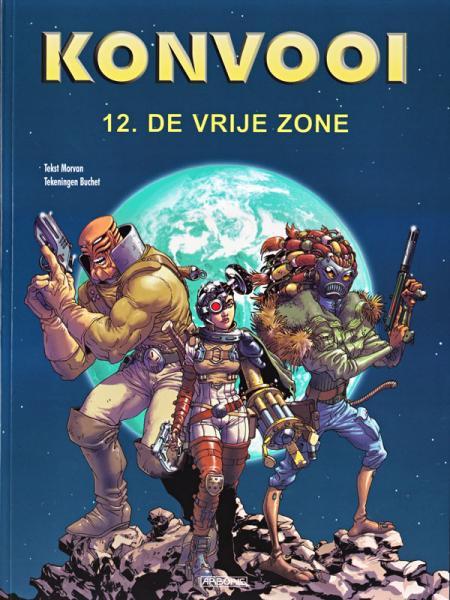 KONVOOI
12. DE VRIJE ZONE
Tekst Morvan
Tekeningen Buchet
ARBORIS